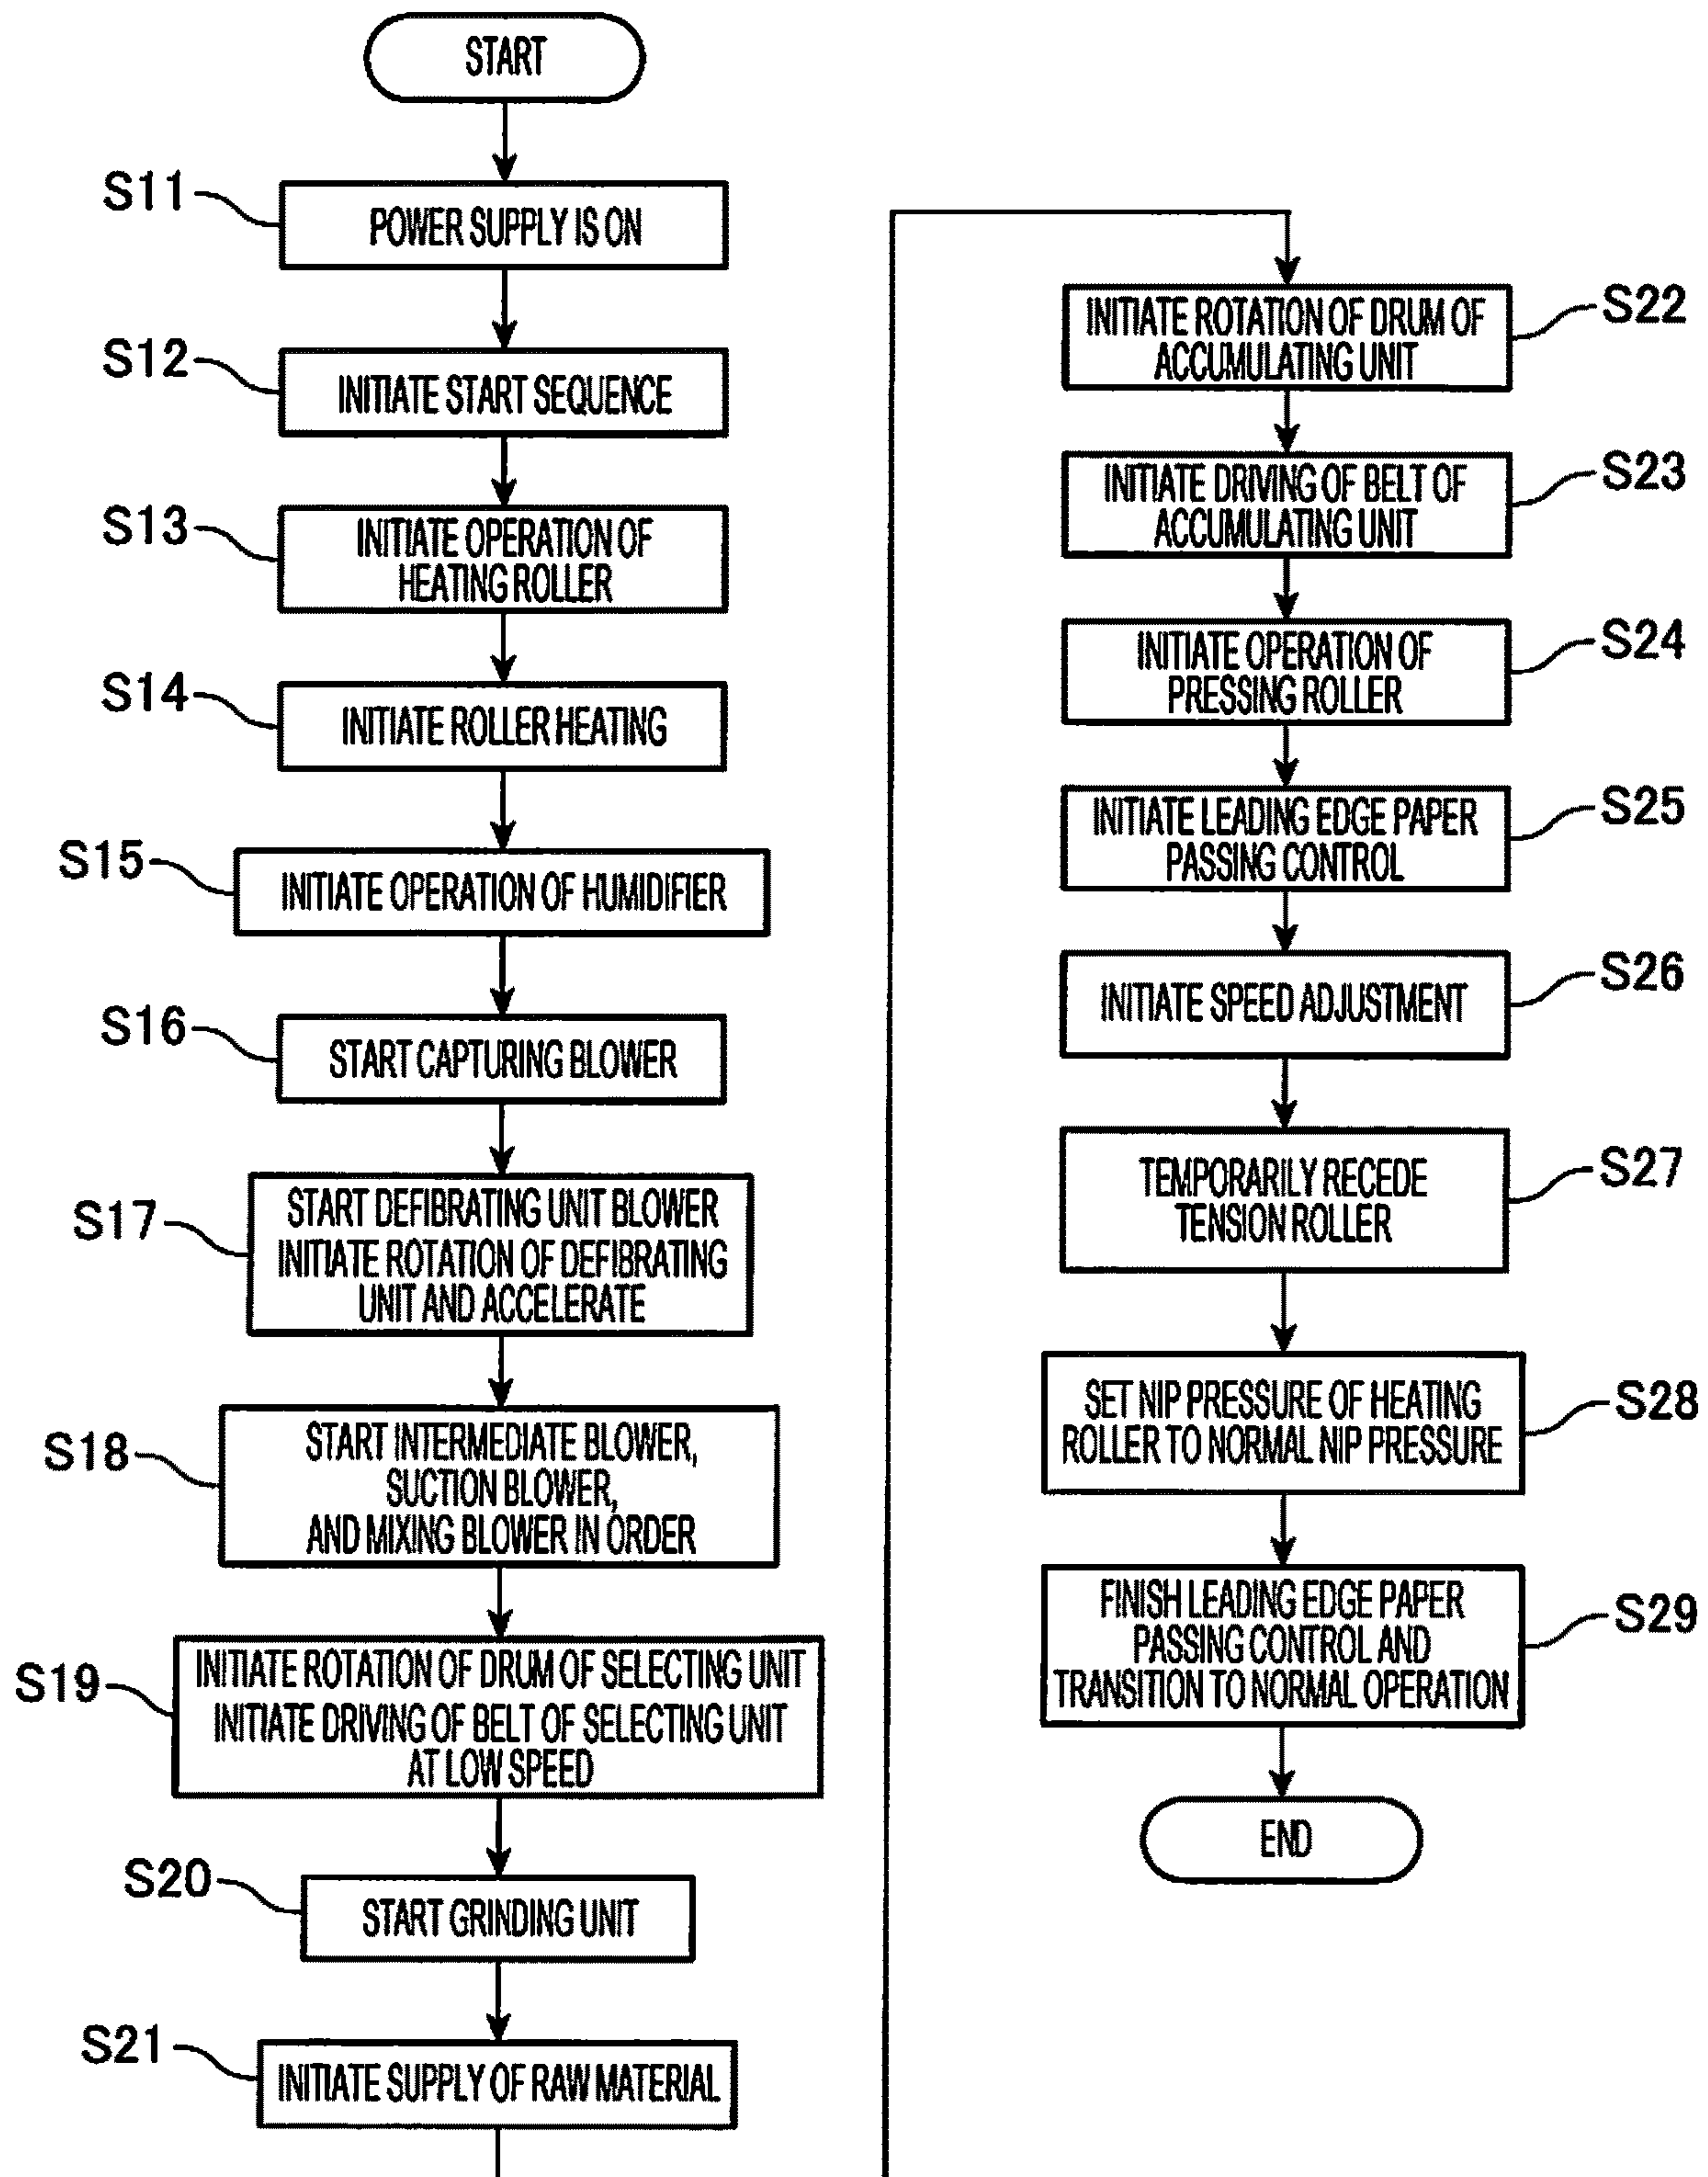 START
S11
POWER SUPPLY IS ON
S12
INITIATE START SEQUENCE
S13
INITIATE OPERATION OF
HEATING ROLLER
S14
INITIATE ROLLER HEATING
S15
INITIATE OPERATION OF HUMIDIFIER
S16
START CAPTURING BLOWER
S17
START DEFIBRATING UNIT BLOWER
INITIATE ROTATION OF DEFIBRATING
UNIT AND ACCELERATE
S18
START INTERMEDIATE BLOWER,
SUCTION BLOWER,
AND MIXING BLOWER IN ORDER
S19
INITIATE ROTATION OF DRUM OF SELECTING UNIT
INITIATE DRIVING OF BELT OF SELECTING UNIT
AT LOW SPEED
S20
START GRINDING UNIT
S21
INITIATE SUPPLY OF RAW MATERIAL
S22
INITIATE ROTATION OF DRUM OF
ACCUMULATING UNIT
S23
INITIATE DRIVING OF BELT OF
ACCUMULATING UNIT
S24
INITIATE OPERATION OF
PRESSING ROLLER
S25
INITIATE LEADING EDGE PAPER
PASSING CONTROL
S26
INITIATE SPEED ADJUSTMENT
S27
TEMPORARILY RECEDE
TENSION ROLLER
S28
SET NIP PRESSURE OF HEATING
ROLLER TO NORMAL NIP PRESSURE
S29
FINISH LEADING EDGE PAPER
PASSING CONTROL AND
TRANSITION TO NORMAL OPERATION
END